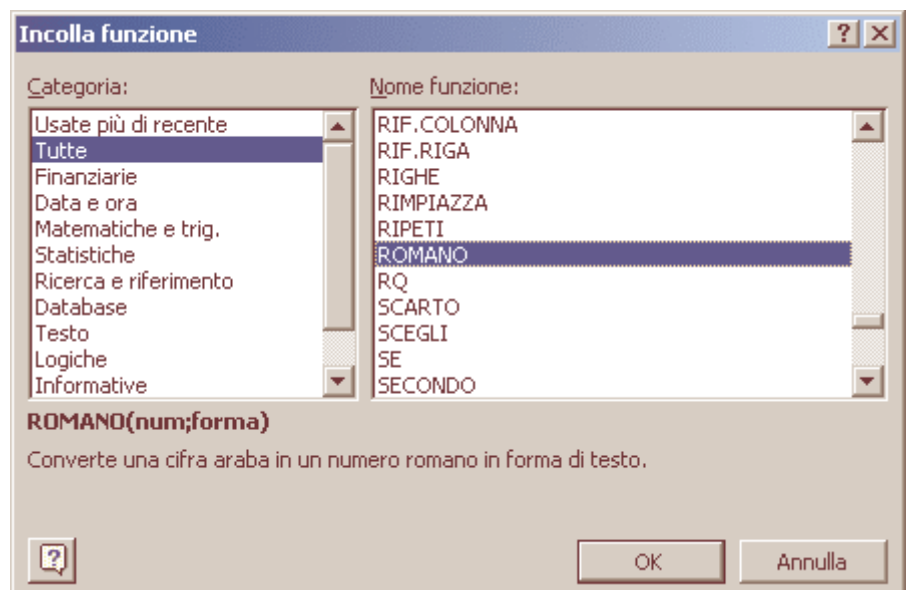 Incolla funzione
Categoria:
Usate più di recente
Tutte
Finanziarie
Data e ora
Matematiche e trig.
Statistiche
Ricerca e riferimento
Database
Testo
Logiche
Informative
Nome funzione:
RIF.COLONNA
RIF.RIGA
RIGHE
RIMPIAZZA
RIPETI
ROMANO
RQ
SCARTO
SCEGLI
SE
SECONDO
ROMANO(num;forma)
Converte una cifra araba in un numero romano in forma di testo.
OK
Annulla